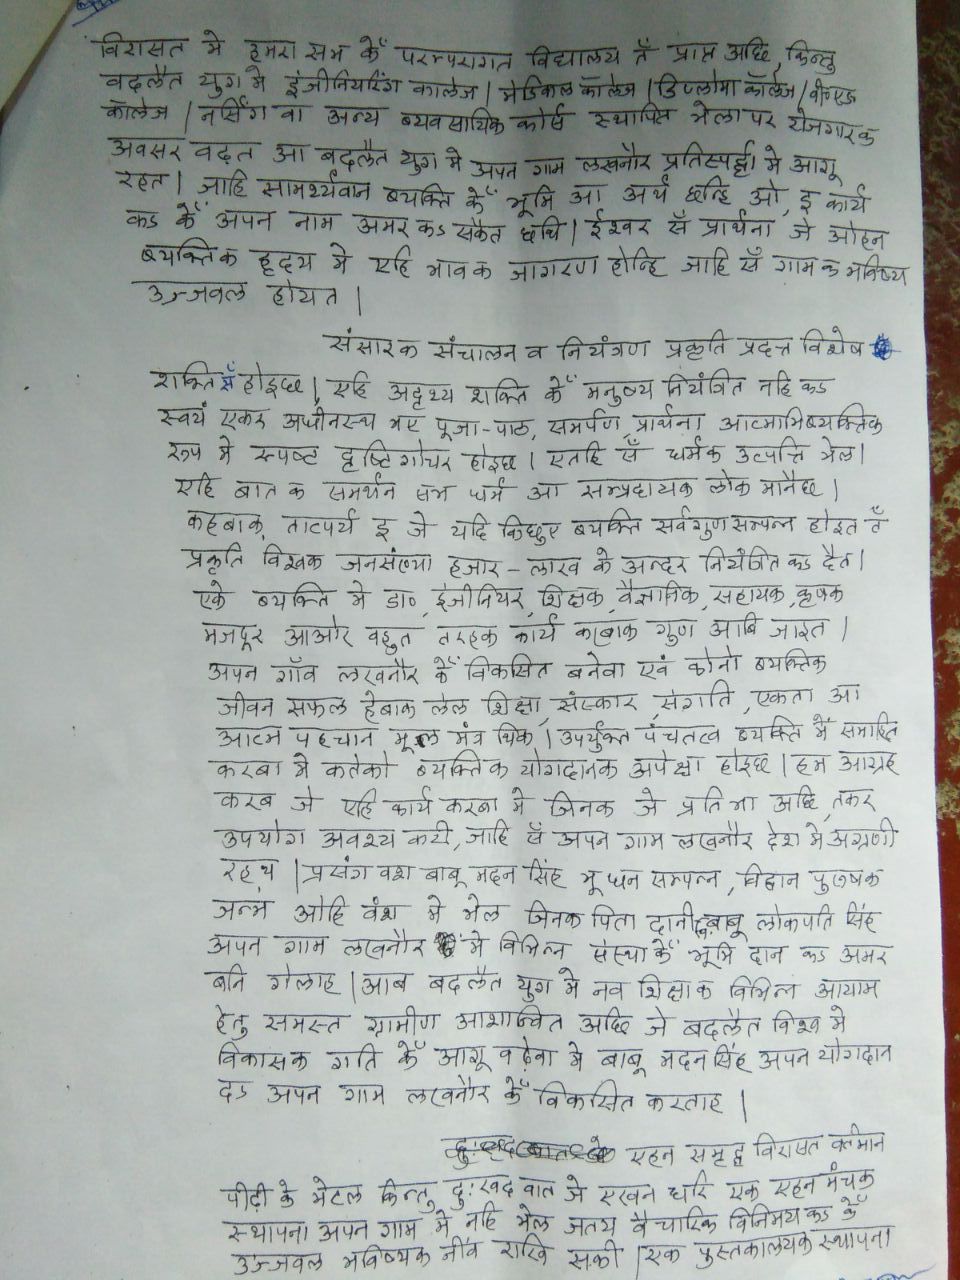 विरासत मे हमरा सभ केँ परम्परागत विद्यालय तँ प्राप्त अछि, किन्तु
बदलैत युग मे इंजीनियरिंग कालेज / मेडिकल कॉलेज / डिप्लोमा कॉलेज / बी०एड
कॉलेज / नर्सिंग वा अन्य ब्यवसायिक कोर्स स्थापित भेला पर रोजगारक
अवसर बढ़त आ बदलैत युग मे अपन गाम लखनौर प्रतिस्पर्द्धा मे आगू
रहत। जाहि सामर्थ्यवान ब्यक्ति केँ भूमि आ अर्थ छन्हि ओ, इ कार्य
कऽ केँ अपन नाम अमर कऽ सकैत छथि। ईश्वर सँ प्रार्थना जे ओहन
ब्यक्तिक हृदय मे एहि भावक जागरण होन्हि जाहि सँ गामक भविष्य
उज्जवल होयत।
संसारक संचालन व नियंत्रण प्रकृति प्रदत्त विशेष
शक्ति सँ होइछ। एहि अदृश्य शक्ति केँ मनुष्य नियंत्रित नहि कऽ
स्वयं एकर अधीनस्थ भए पूजा-पाठ, समर्पण, प्रार्थना आत्माभिब्यक्तिक
रूप मे स्पष्ट दृष्टिगोचर होइछ। एतहि सँ धर्मक उत्पत्ति भेल।
एहि बात क समर्थन सभ धर्म आ सम्प्रदायक लोक मानैछ।
कहबाक तात्पर्य इ जे यदि किछुए ब्यक्ति सर्वगुण सम्पन्न होइत तँ
प्रकृति विश्वक जनसंख्या हजार-लाख के अन्दर नियंत्रित कऽ दैत।
एके ब्यक्ति मे डा०, इंजीनियर, शिक्षक, वैज्ञानिक, सहायक, कृषक
मजदूर आओर बहुत तरहक कार्य करबाक गुण आबि जाइत।
अपन गाँव लखनौर केँ विकसित बनेवा एवं कोनो ब्यक्तिक
जीवन सफल हेबाक लेल शिक्षा, संस्कार, संगति, एकता आ
आत्म पहचान मूल मंत्र थिक। उपर्युक्त पंचतत्व ब्यक्ति मेँ समाहित
करबा मे कतेको ब्यक्तिक योगदानक अपेक्षा होइछ। हम आग्रह
करब जे एहि कार्य करबा मे जिनक जे प्रतिभा अछि, तकर
उपयोग अवश्य करी, जाहि सँ अपन गाम लखनौर देश मे अग्रणी
रहय। प्रसंग वश बाबू मदन सिंह भू धन सम्पन्न, विद्वान पुरुषक
जन्म ओहि वंश मे भेल जिनक पिता दानी बाबू लोकपति सिंह
अपन गाम लखनौर मे विभिन्न संस्था केँ भूमि दान कऽ अमर
बनि गेलाह। आब बदलैत युग मे नव शिक्षाक विभिन्न आयाम
हेतु समस्त ग्रामीण आशान्वित अछि जे बदलैत विश्व मे
विकासक गति केँ आगू बढ़ेवा मे बाबू मदन सिंह अपन योगदान
दऽ अपन गाम लखनौर केँ विकसित करताह।
एहन समृद्ध विरासत वर्तमान
पीढ़ी के भेटल किन्तु दुःखद बात जे एखन धरि एक एहन मंचक
स्थापना अपन गाम मे नहि भेल जतय वैचारिक विनिमय कऽ केँ
उज्जवल भविष्यक नींव राखि सकी। एक पुस्तकालयक स्थापना